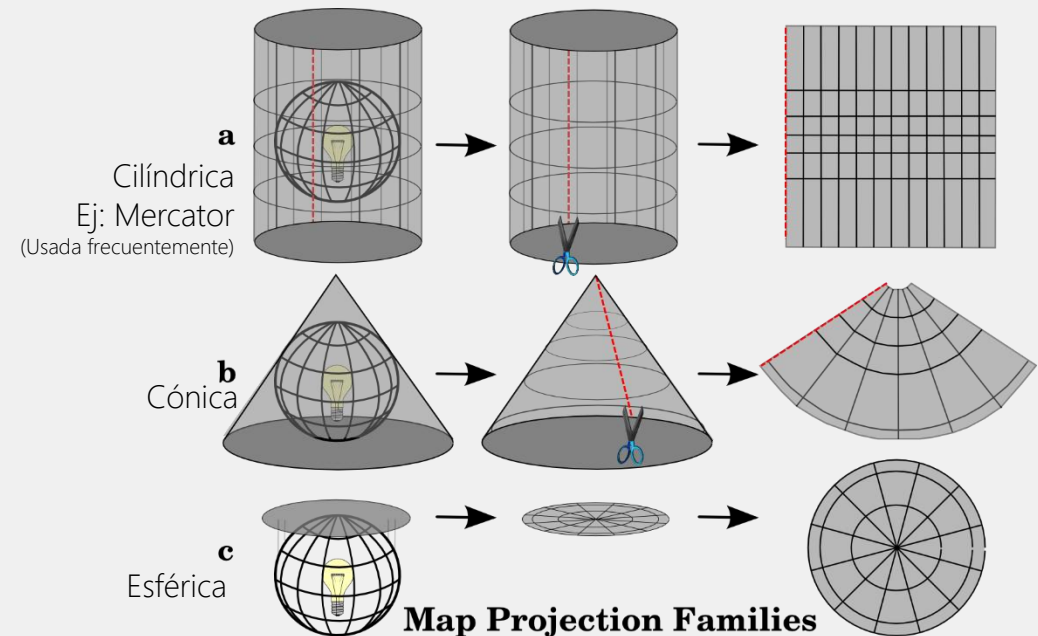 a
Cilíndrica
Ej: Mercator
(Usada frecuentemente)
b
Cónica
c
Esférica
Map Projection Families